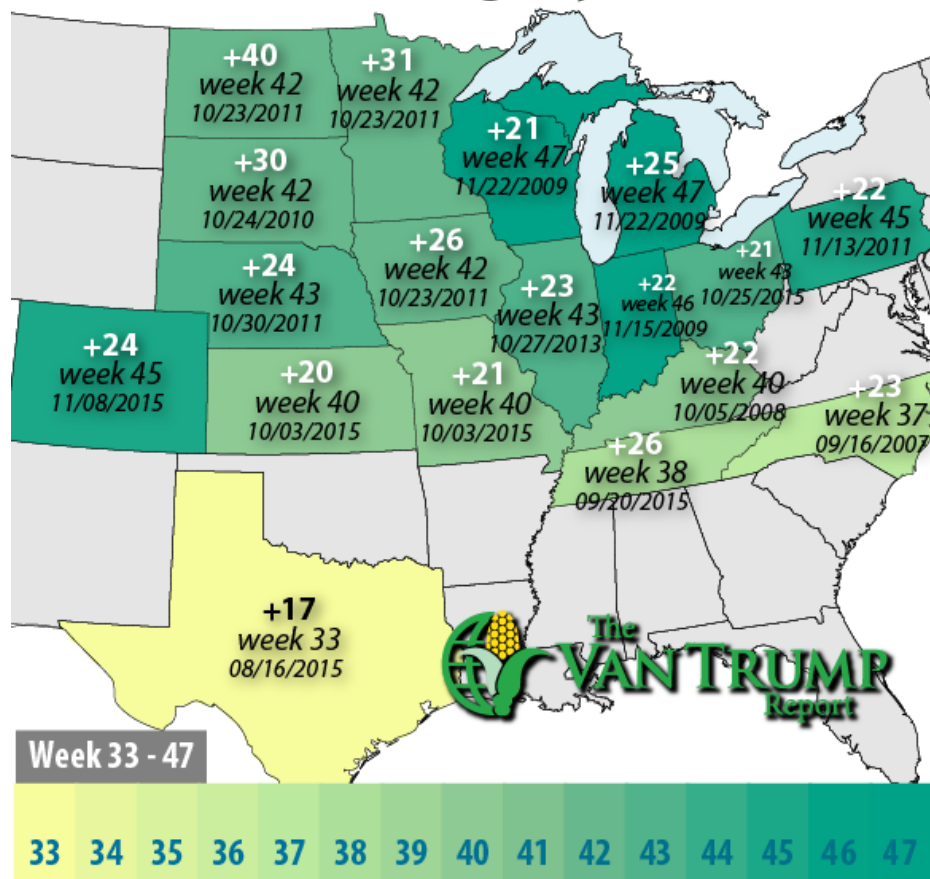 +40
week 42
10/23/2011
+31
week 42
10/23/2011
+21
week 47
11/22/2009
+25
week 47
11/22/2009
+22
week 45
11/13/2011
+30
week 42
10/24/2010
+26
week 42
10/23/2011
+24
week 43
10/30/2011
+23
week 43
10/27/2013
+22
week 46
11/15/2009
+21
week 43
10/25/2015
+24
week 45
11/08/2015
+20
week 40
10/03/2015
+21
week 40
10/03/2015
+22
week 40
10/05/2008
+23
week 37
09/16/2007
+26
week 38
09/20/2015
+17
week 33
08/16/2015
The
VAN TRUMP
Report
Week 33 - 47
33 34 35 36 37 38 39 40 41 42 43 44 45 46 47